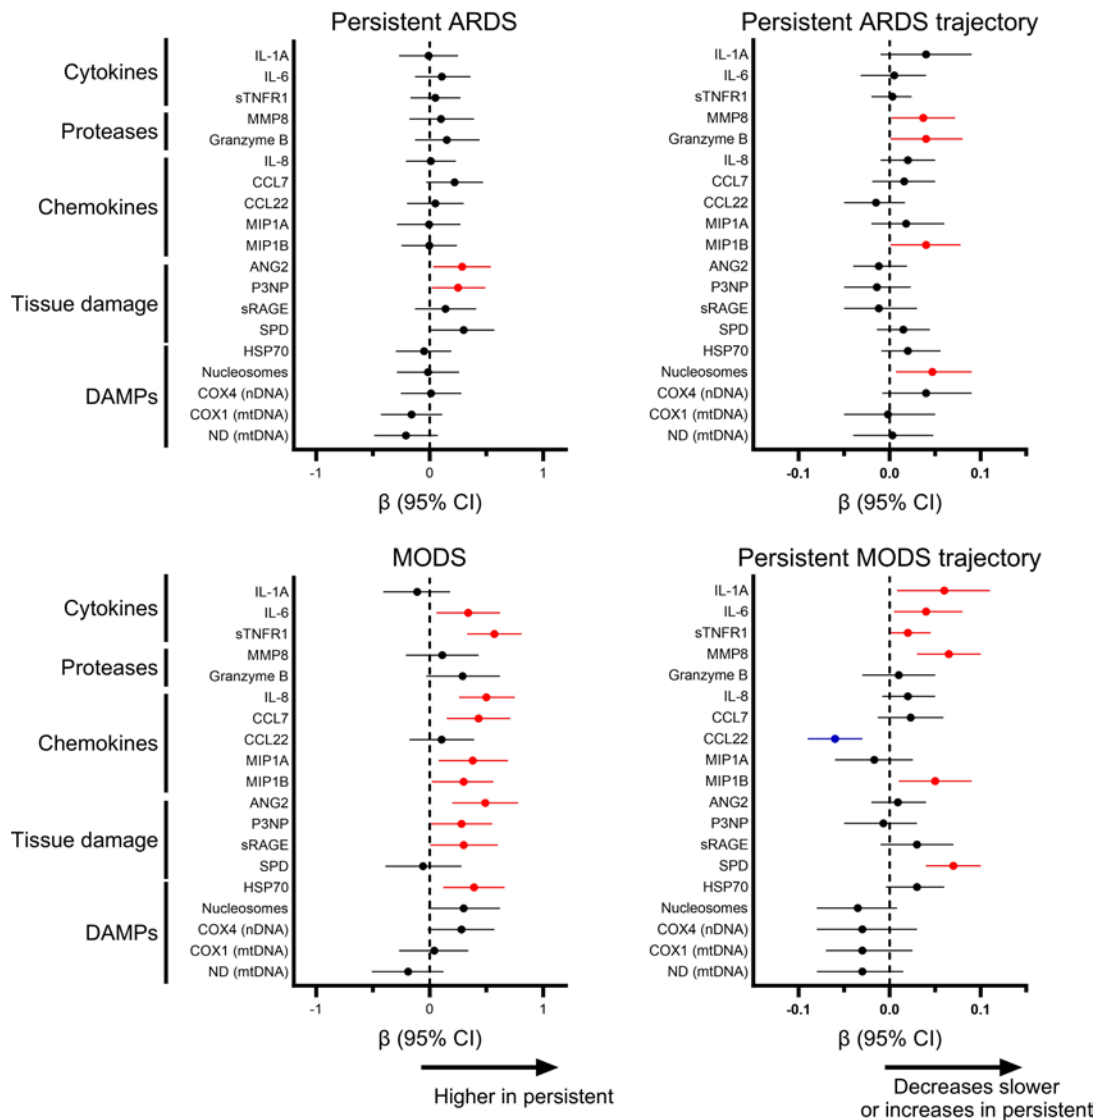 Persistent ARDS
Cytokines
Proteases
Chemokines
Tissue damage
DAMPs
IL-1A
IL-6
sTNFR1
MMP8
Granzyme B
IL-8
CCL7
CCL22
MIP1A
MIP1B
ANG2
P3NP
sRAGE
SPD
HSP70
Nucleosomes
COX4 (nDNA)
COX1 (mtDNA)
ND (mtDNA)
-1 0 1
β (95% CI)
Persistent ARDS trajectory
IL-1A
IL-6
sTNFR1
MMP8
Granzyme B
IL-8
CCL7
CCL22
MIP1A
MIP1B
ANG2
P3NP
sRAGE
SPD
HSP70
Nucleosomes
COX4 (nDNA)
COX1 (mtDNA)
ND (mtDNA)
-0.1 0.0 0.1
β (95% CI)
MODS
Cytokines
Proteases
Chemokines
Tissue damage
DAMPs
IL-1A
IL-6
sTNFR1
MMP8
Granzyme B
IL-8
CCL7
CCL22
MIP1A
MIP1B
ANG2
P3NP
sRAGE
SPD
HSP70
Nucleosomes
COX4 (nDNA)
COX1 (mtDNA)
ND (mtDNA)
-1 0 1
β (95% CI)
Higher in persistent
Persistent MODS trajectory
IL-1A
IL-6
sTNFR1
MMP8
Granzyme B
IL-8
CCL7
CCL22
MIP1A
MIP1B
ANG2
P3NP
sRAGE
SPD
HSP70
Nucleosomes
COX4 (nDNA)
COX1 (mtDNA)
ND (mtDNA)
-0.1 0.0 0.1
β (95% CI)
Decreases slower
or increases in persistent